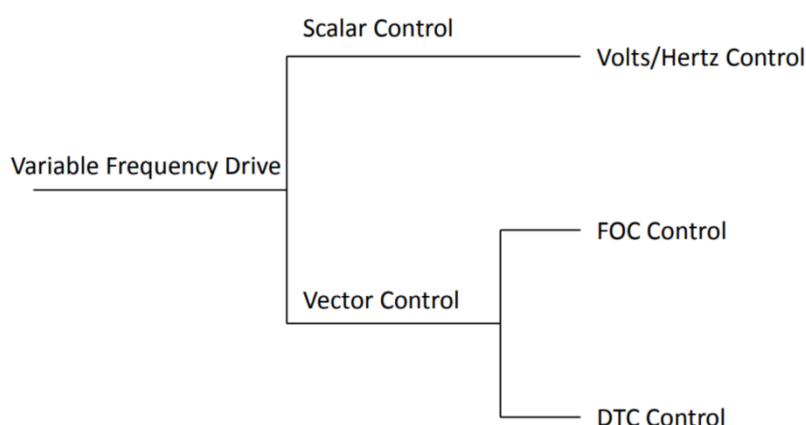 Scalar Control
Volts/Hertz Control
Variable Frequency Drive
FOC Control
Vector Control
DTC Control